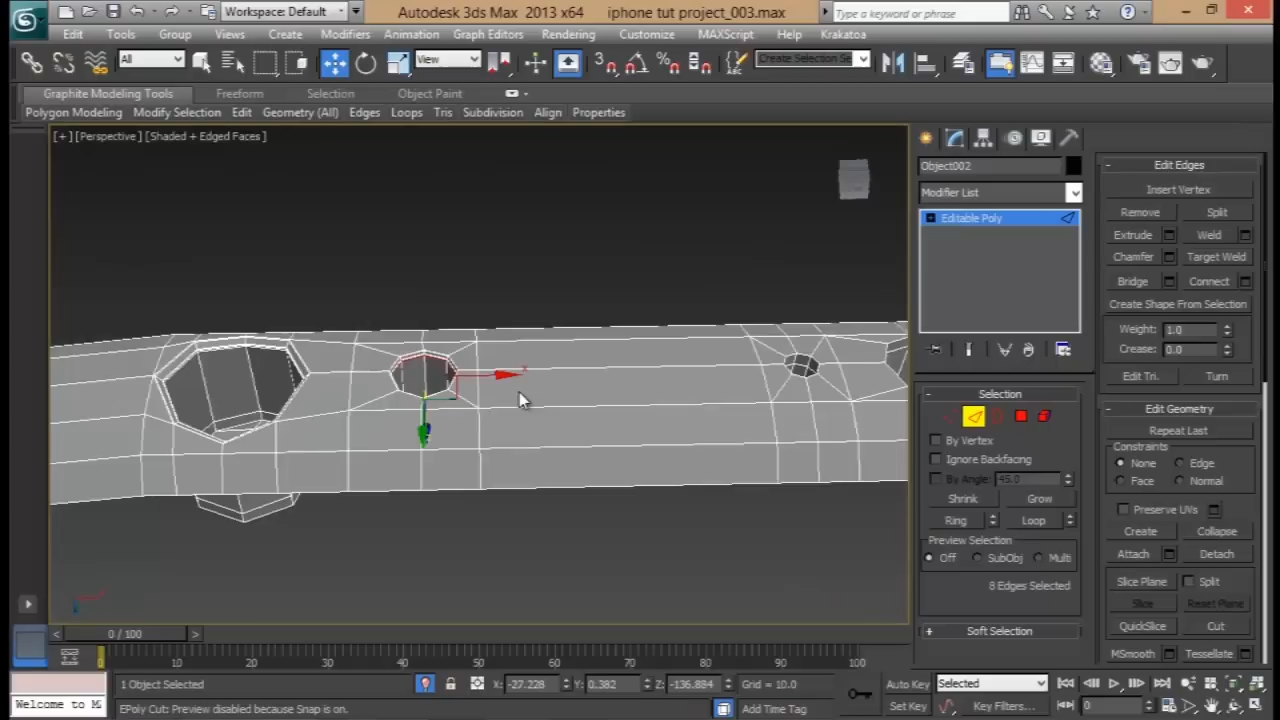 Autodesk 3ds Max 2013 x64 iphone tut project_003.max
Workspace: Default
Type a keyword or phrase
Edit Tools Group Views Create Modifiers Animation Graph Editors Rendering Customize MAXScript Help Krakatoa
All View Create Selection Se
Graphite Modeling Tools Freeform Selection Object Paint
Polygon Modeling Modify Selection Edit Geometry (All) Edges Loops Tris Subdivision Align Properties
[+] [Perspective] [Shaded + Edged Faces]
Object002
Modifier List
Editable Poly
Selection
By Vertex
Ignore Backfacing
By Angle: 45.0
Shrink Grow
Ring Loop
Preview Selection
Off SubObj Multi
8 Edges Selected
Soft Selection
Edit Edges
Insert Vertex
Remove Split
Extrude Weld
Chamfer Target Weld
Bridge Connect
Create Shape From Selection
Weight: 1.0
Crease: 0.0
Edit Tri. Turn
Edit Geometry
Repeat Last
Constraints
None Edge
Face Normal
Preserve UVs
Create Collapse
Attach Detach
Slice Plane Split
Slice Reset Plane
QuickSlice Cut
MSmooth Tessellate
0 / 100
10 20 30 40 50 60 70 80 90 100
1 Object Selected X: -27.228 Y: 0.382 Z: -136.884 Grid = 10.0 Auto Key Selected
Welcome to M
EPoly Cut: Preview disabled because Snap is on. Add Time Tag Set Key Key Filters... 0